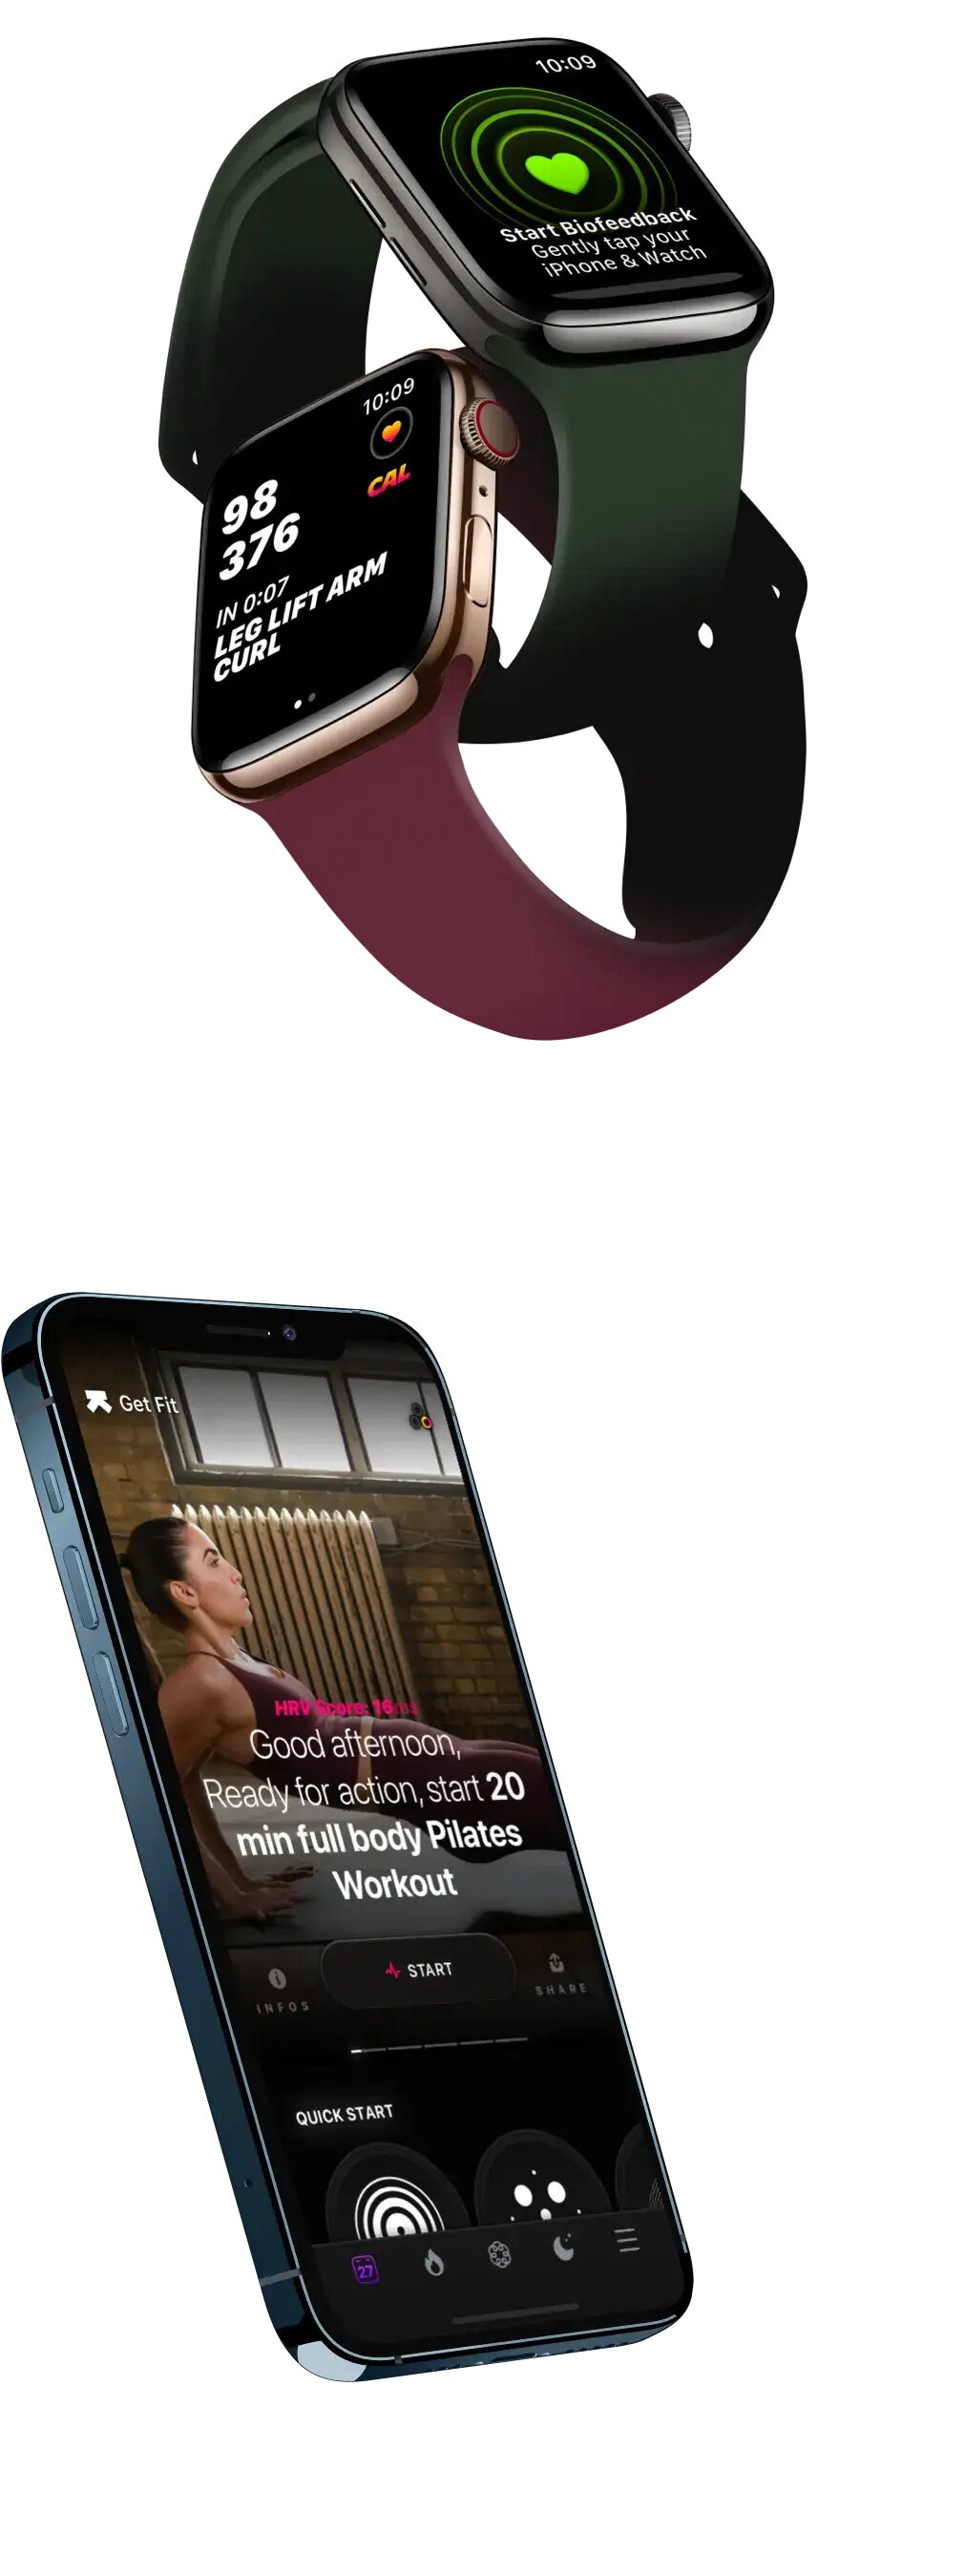 10:09
Start Biofeedback
Gently tap your
iPhone & Watch
10:09
CAL
98
376
IN 0:07
LEG LIFT ARM
CURL
Get Fit
HRV Score: 16ms
Good afternoon,
Ready for action, start 20
min full body Pilates
Workout
START
INFOS
SHARE
QUICK START
27